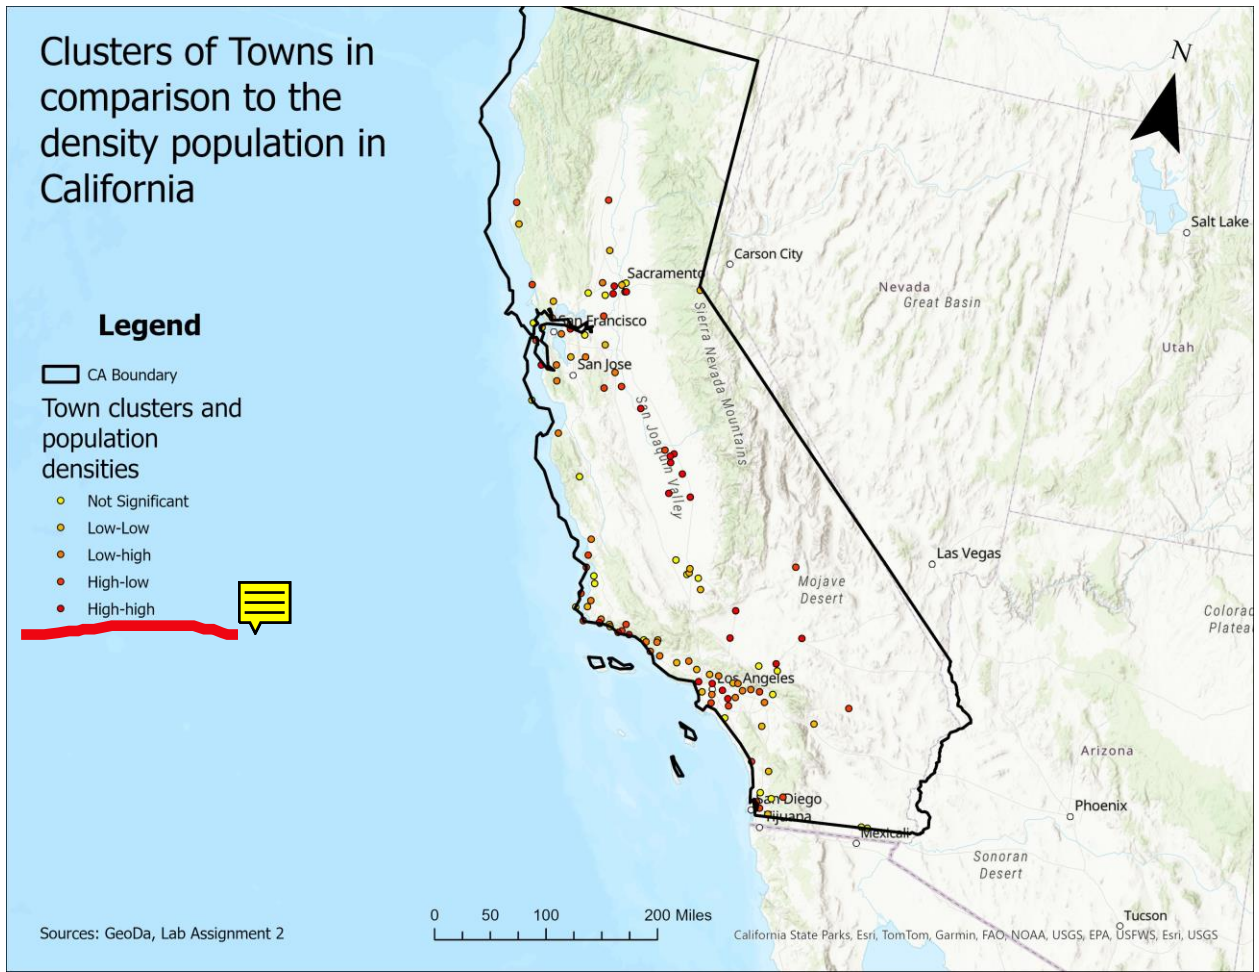 Clusters of Towns in
comparison to the
density population in
California
N
Salt Lake
Carson City
Sacramento
Nevada
Great Basin
Utah
San Francisco
Sierra Nevada Mountains
San Jose
San Joaquin Valley
Legend
CA Boundary
Town clusters and
population
densities
Not Significant
Low-Low
Low-high
High-low
High-high
Las Vegas
Mojave
Desert
Colorad
Platea
Los Angeles
Arizona
San Diego
Tijuana
Phoenix
Mexicali
Sonoran
Desert
Tucson
0 50 100 200 Miles
Sources: GeoDa, Lab Assignment 2
California State Parks, Esri, TomTom, Garmin, FAO, NOAA, USGS, EPA, USFWS, Esri, USGS